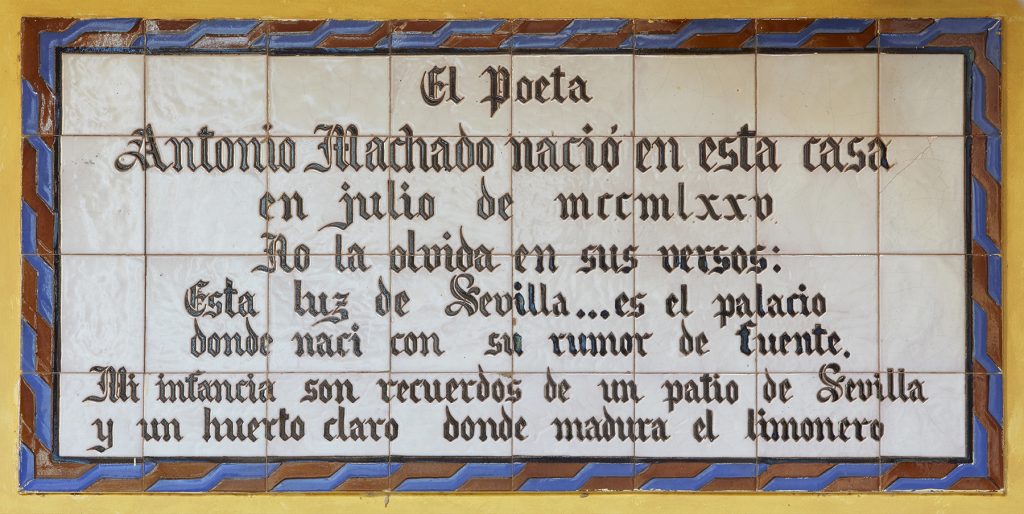 El Poeta
Antonio Machado nació en esta casa
en julio de mccmlxxv
No la olvida en sus versos:
Esta luz de Sevilla...es el palacio
donde naci con su rumor de fuente.
Mi infancia son recuerdos de un patio de Sevilla
y un huerto claro donde madura el limonero